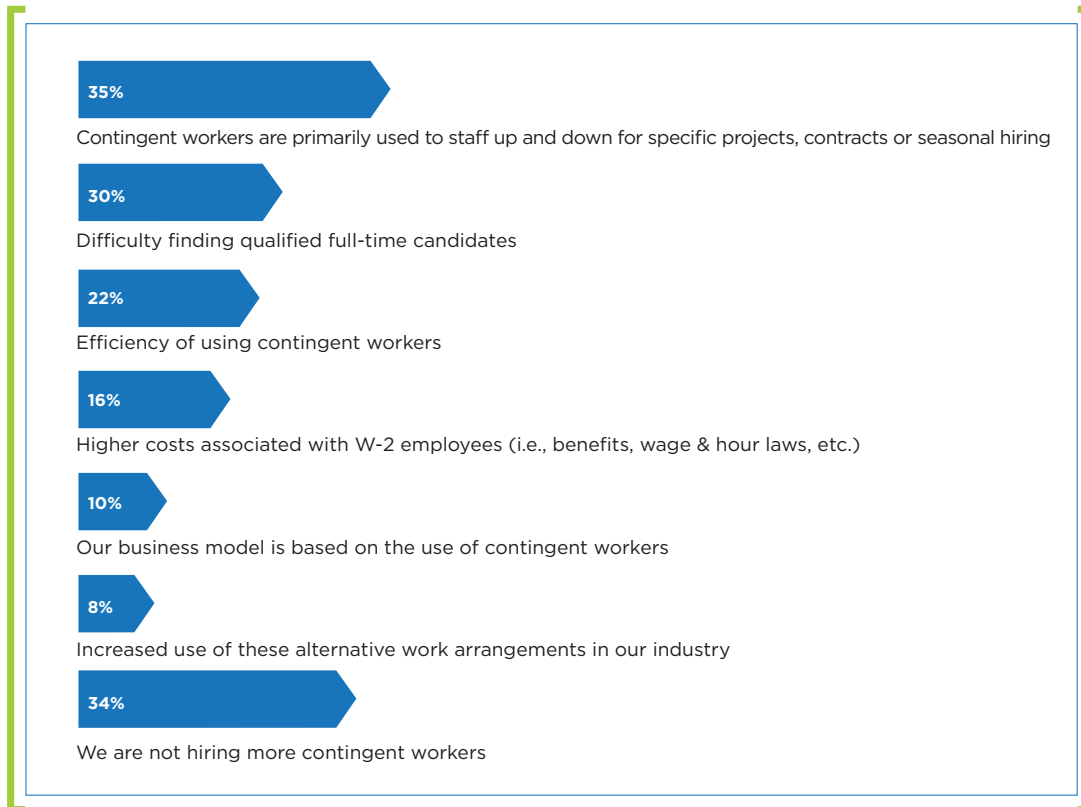 35%
Contingent workers are primarily used to staff up and down for specific projects, contracts or seasonal hiring
30%
Difficulty finding qualified full-time candidates
22%
Efficiency of using contingent workers
16%
Higher costs associated with W-2 employees (i.e., benefits, wage & hour laws, etc.)
10%
Our business model is based on the use of contingent workers
8%
Increased use of these alternative work arrangements in our industry
34%
We are not hiring more contingent workers